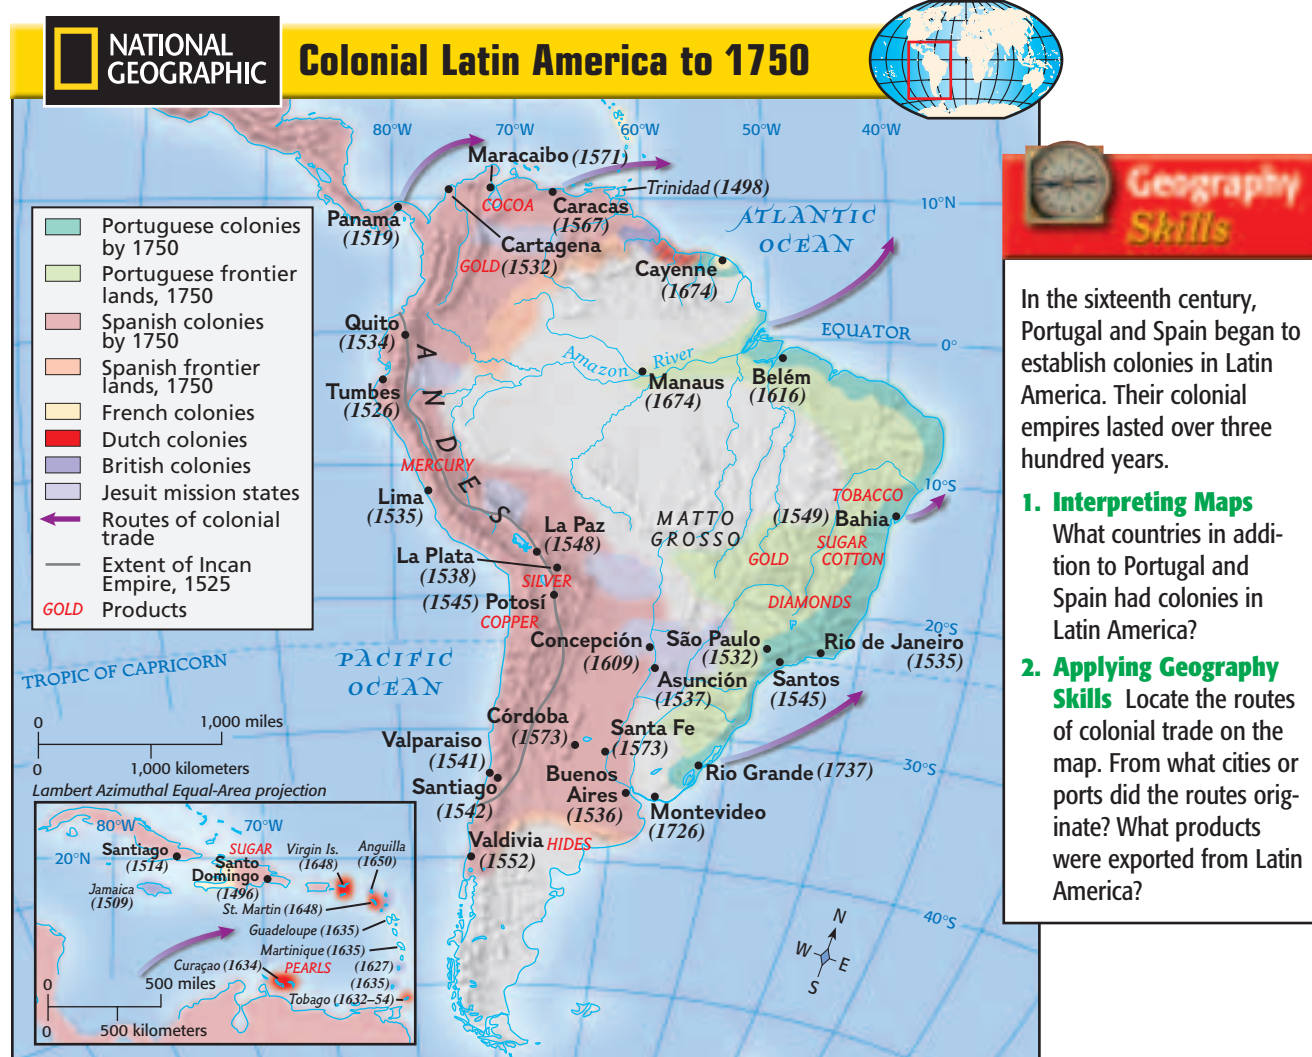 NATIONAL
GEOGRAPHIC
Colonial Latin America to 1750
80°W
70°W
60°W
50°W
40°W
Maracaibo (1571)
Trinidad (1498)
10°N
COCOA
Caracas
(1567)
ATLANTIC
OCEAN
Panama
(1519)
Cartagena
(1532)
GOLD
Cayenne
(1674)
Portuguese colonies
by 1750
Portuguese frontier
lands, 1750
Spanish colonies
by 1750
Spanish frontier
lands, 1750
French colonies
Dutch colonies
British colonies
Jesuit mission states
Routes of colonial
trade
Extent of Incan
Empire, 1525
GOLD Products
Quito
(1534)
EQUATOR
0°
ANDES
Amazon River
Manaus
(1674)
Belém
(1616)
Tumbes
(1526)
MERCURY
Lima
(1535)
10°S
TOBACCO
(1549) Bahia
MATTO
GROSSO
La Paz
(1548)
La Plata
(1538)
GOLD
SUGAR
COTTON
SILVER
(1545) Potosí
COPPER
DIAMONDS
Concepción
(1609)
São Paulo
(1532)
20°S
Rio de Janeiro
(1535)
TROPIC OF CAPRICORN
PACIFIC
OCEAN
Asunción
(1537)
Santos
(1545)
Córdoba
(1573)
Santa Fe
(1573)
0 1,000 miles
0 1,000 kilometers
Lambert Azimuthal Equal-Area projection
Valparaiso
(1541)
Santiago
(1542)
Buenos
Aires
(1536)
Rio Grande (1737)
30°S
Montevideo
(1726)
Valdivia
(1552)
HIDES
40°S
N
W E
S
80°W
70°W
20°N
Santiago
(1514)
SUGAR
Santo
Domingo
(1496)
Virgin Is.
(1648)
Anguilla
(1650)
Jamaica
(1509)
St. Martin (1648)
Guadeloupe (1635)
Martinique (1635)
Curaçao (1634)
PEARLS
(1627)
(1635)
Tobago (1632–54)
0 500 miles
0 500 kilometers
Geography
Skills
In the sixteenth century,
Portugal and Spain began to
establish colonies in Latin
America. Their colonial
empires lasted over three
hundred years.
1. Interpreting Maps
What countries in addi-
tion to Portugal and
Spain had colonies in
Latin America?
2. Applying Geography
Skills Locate the routes
of colonial trade on the
map. From what cities or
ports did the routes orig-
inate? What products
were exported from Latin
America?